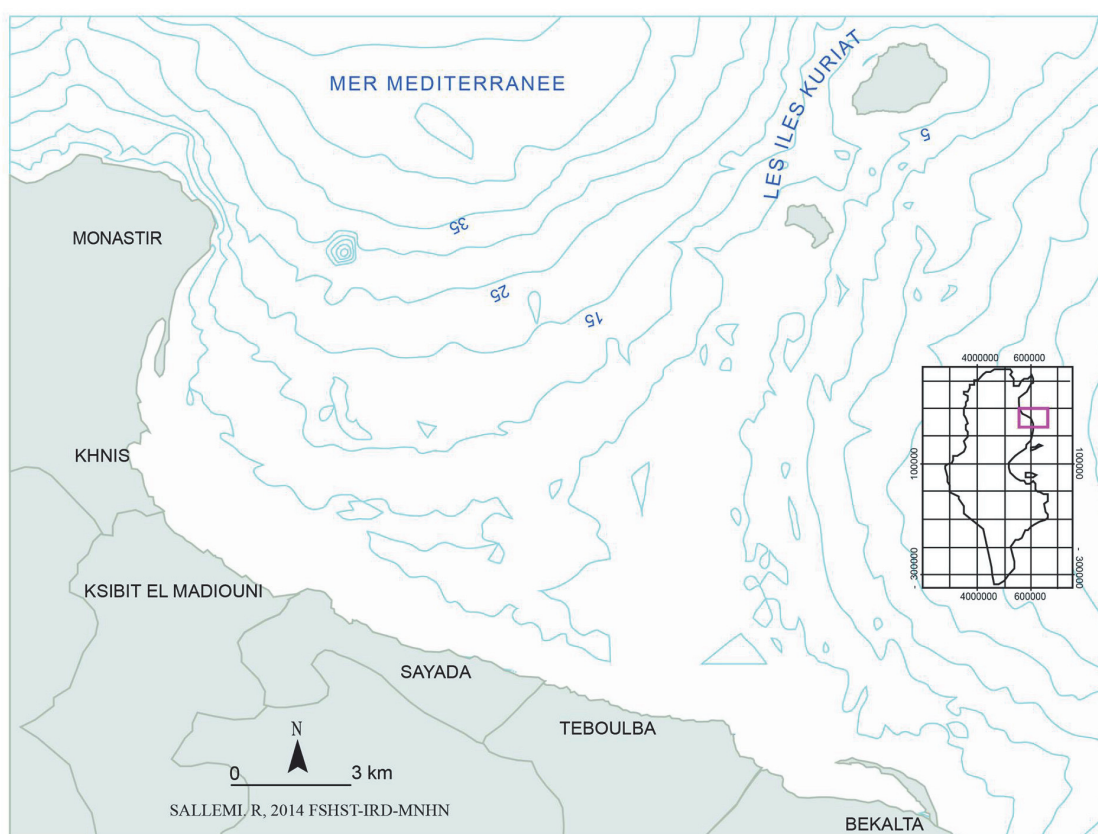 MER MEDITERRANEE
LES ILES KURIAT
5
MONASTIR
35
25
15
4000000 600000
100000 100000
- 300000 - 300000
4000000 600000
KHNIS
KSIBIT EL MADIOUNI
SAYADA
TEBOULBA
N
0 3 km
SALLEMI. R, 2014 FSHST-IRD-MNHN
BEKALTA